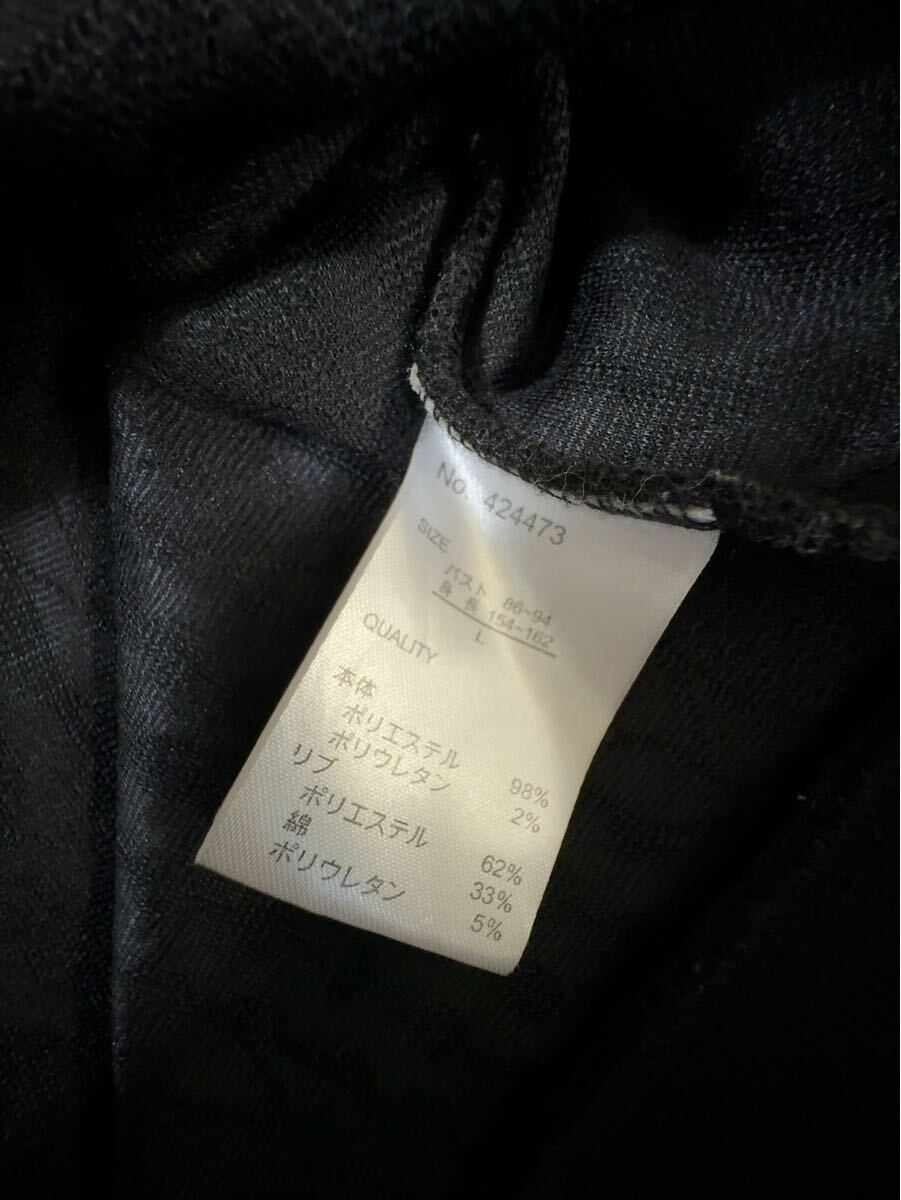 No. 424473
SIZE
バスト 86~94
身長 154~162
L
QUALITY
本体
ポリエステル 98%
ポリウレタン 2%
リブ
ポリエステル 62%
綿 33%
ポリウレタン 5%